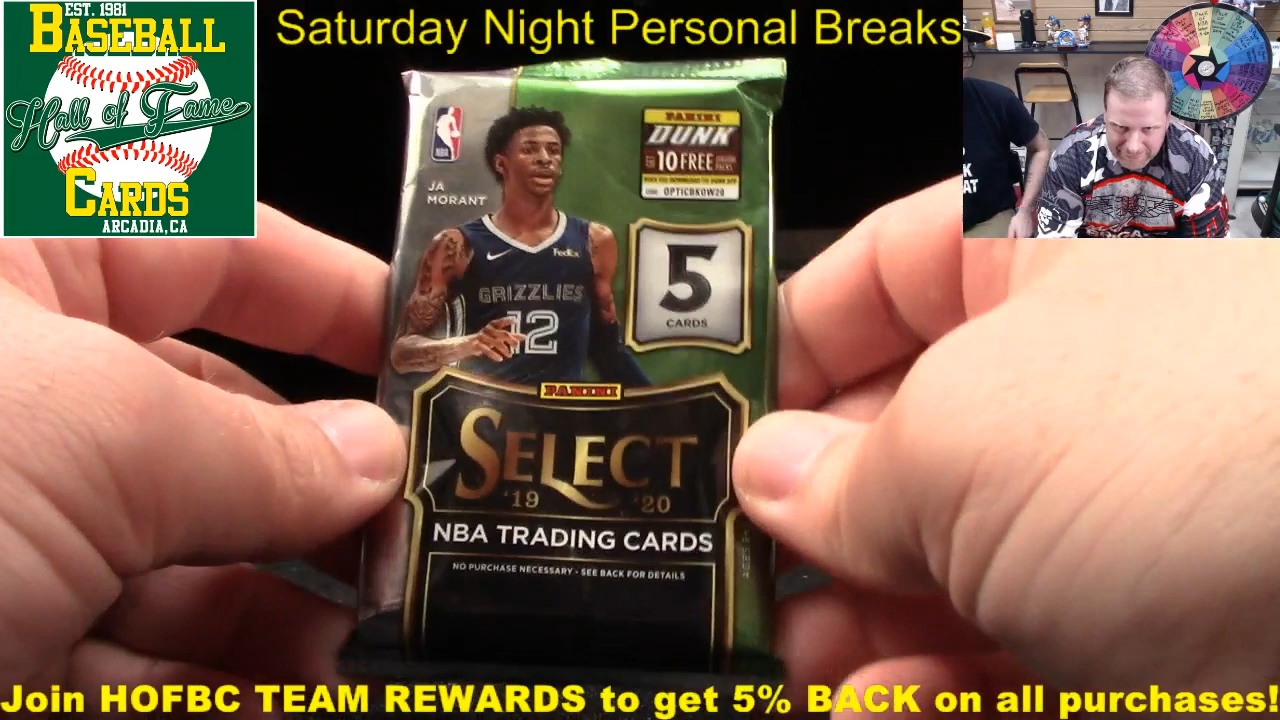 EST. 1981
BASEBALL
Hall of Fame
CARDS
ARCADIA, CA
Saturday Night Personal Breaks
NBA
JA
MORANT
PANINI
DUNK
10 FREE
5
CARDS
FedEx
GRIZZLIES
12
PANINI
SELECT
'19 '20
NBA TRADING CARDS
NO PURCHASE NECESSARY - SEE BACK FOR DETAILS
Join HOFBC TEAM REWARDS to get 5% BACK on all purchases!